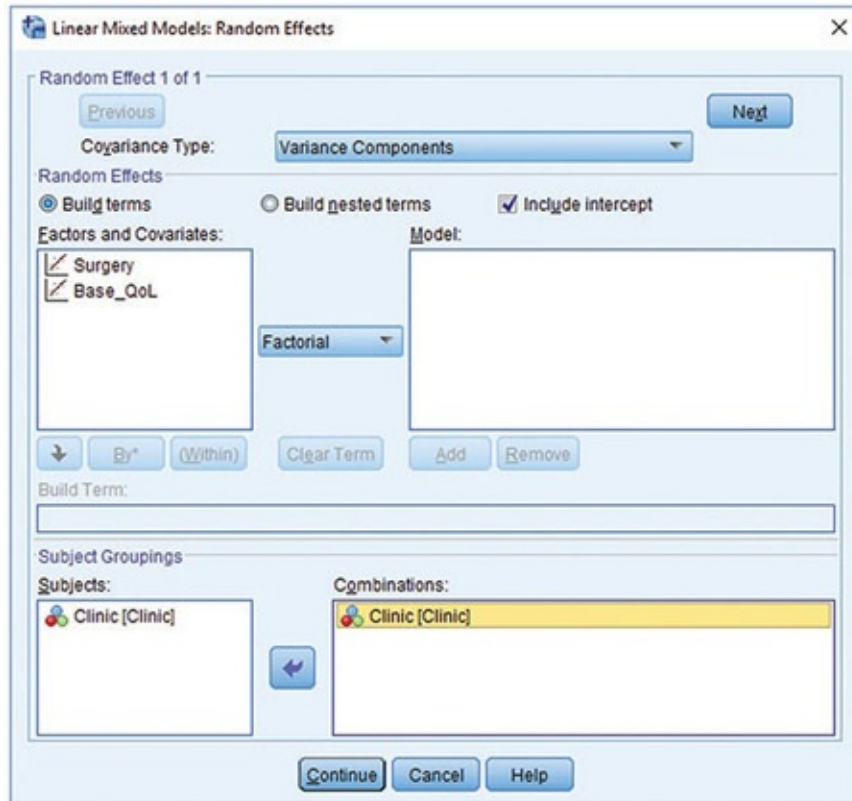 Linear Mixed Models: Random Effects
Random Effect 1 of 1
Previous
Next
Covariance Type: Variance Components
Random Effects
Build terms Build nested terms Include intercept
Factors and Covariates: Model:
Surgery
Base_QoL
Factorial
By* (Within) Clear Term Add Remove
Build Term:
Subject Groupings
Subjects: Combinations:
Clinic [Clinic] Clinic [Clinic]
Continue Cancel Help